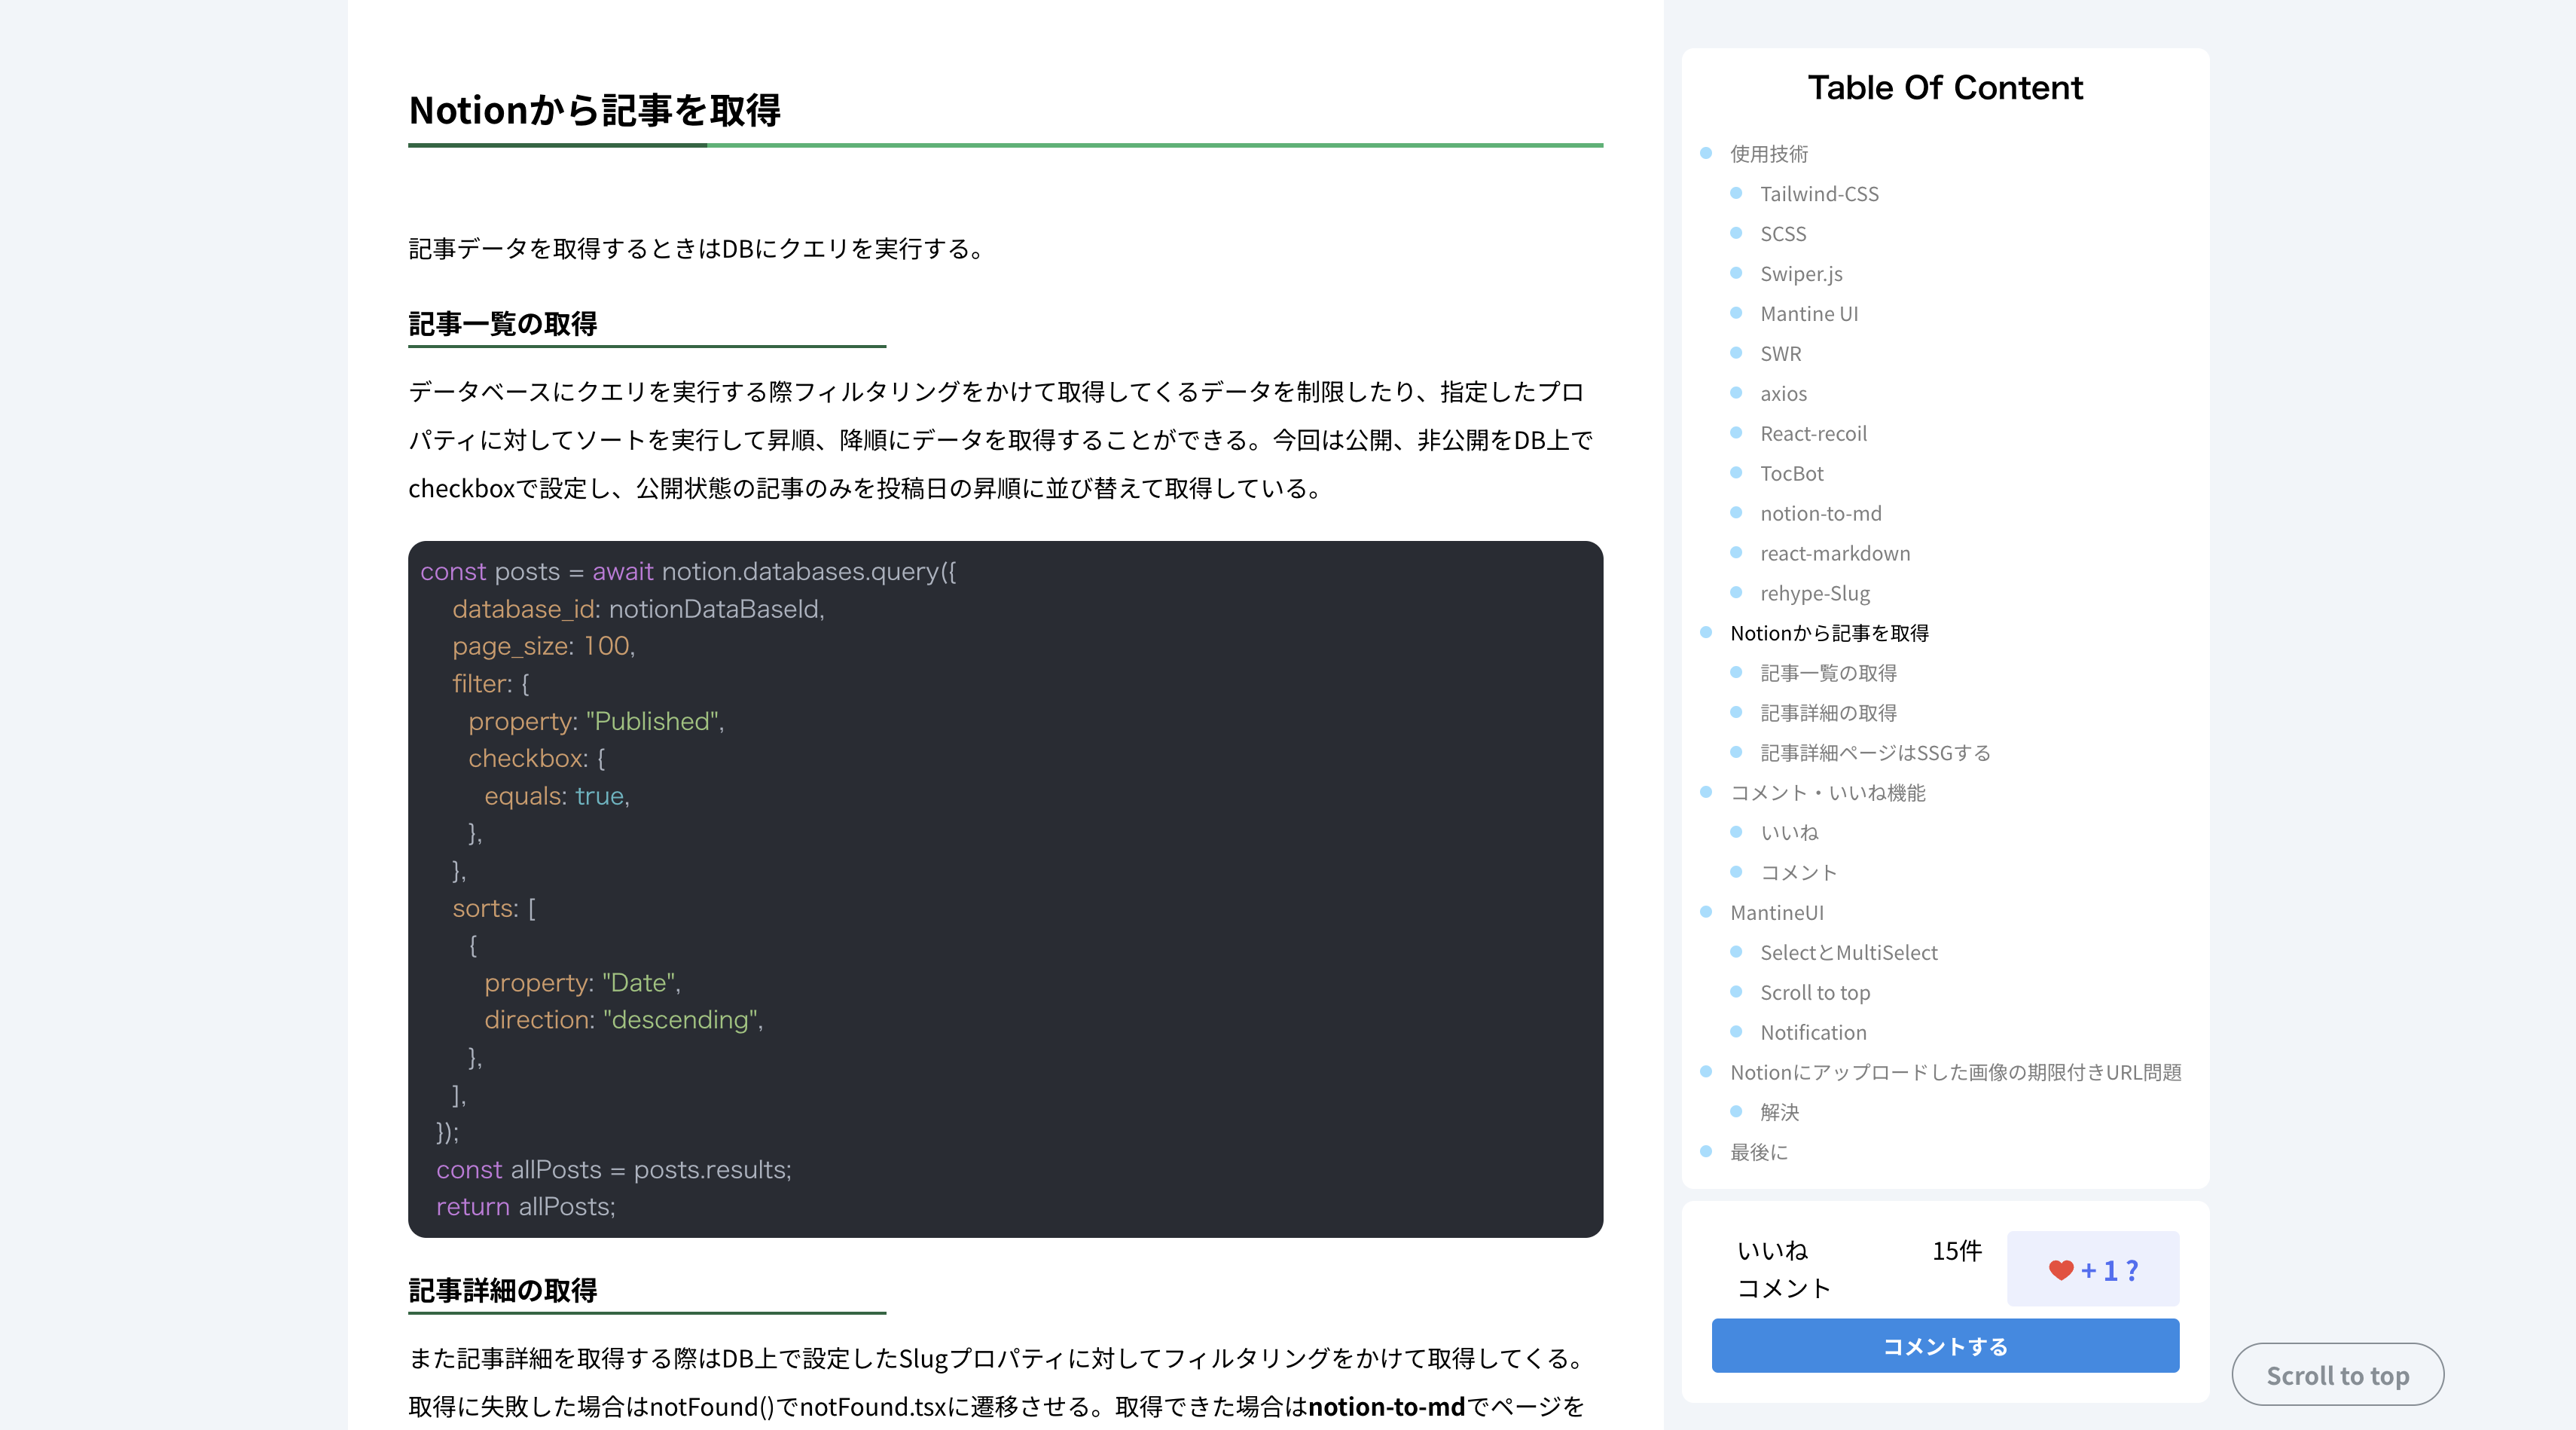 Notionから記事を取得
記事データを取得するときはDBにクエリを実行する。
記事一覧の取得
データベースにクエリを実行する際フィルタリングをかけて取得してくるデータを制限したり、指定したプロ
パティに対してソートを実行して昇順、降順にデータを取得することができる。今回は公開、非公開をDB上で
checkboxで設定し、公開状態の記事のみを投稿日の昇順に並び替えて取得している。
const posts = await notion.databases.query({
database_id: notionDataBaseId,
page_size: 100,
filter: {
property: "Published",
checkbox: {
equals: true,
},
},
sorts: [
{
property: "Date",
direction: "descending",
},
],
});
const allPosts = posts.results;
return allPosts;
記事詳細の取得
また記事詳細を取得する際はDB上で設定したSlugプロパティに対してフィルタリングをかけて取得してくる。
取得に失敗した場合はnotFound()でnotFound.tsxに遷移させる。取得できた場合はnotion-to-mdでページを
Table Of Content
使用技術
Tailwind-CSS
SCSS
Swiper.js
Mantine UI
SWR
axios
React-recoil
TocBot
notion-to-md
react-markdown
rehype-Slug
Notionから記事を取得
記事一覧の取得
記事詳細の取得
記事詳細ページはSSGする
コメント・いいね機能
いいね
コメント
MantineUI
SelectとMultiSelect
Scroll to top
Notification
Notionにアップロードした画像の期限付きURL問題
解決
最後に
いいね 15件
コメント
❤️ + 1 ?
コメントする
Scroll to top